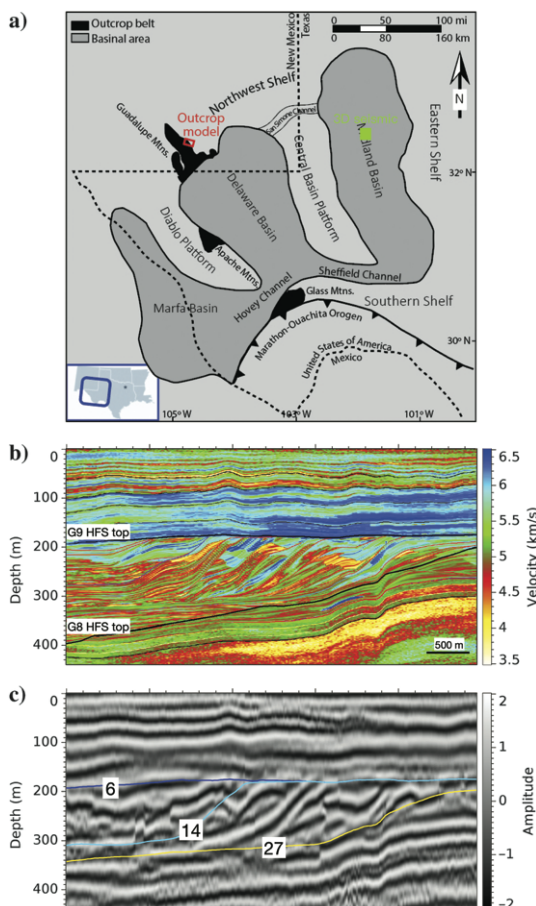 a)
Outcrop belt
Basinal area
0 50 100 mi
0 80 160 km
New Mexico
Texas
N
Northwest Shelf
San Simone Channel
Outcrop
model
Guadalupe Mtns.
Midland Basin
Eastern Shelf
Central Basin Platform
32°N
Delaware Basin
Diablo Platform
Apache Mtns.
Sheffield Channel
Hovey Channel
Glass Mtns.
Marfa Basin
Southern Shelf
Marathon-Ouachita Orogen
30°N
United States of America
Mexico
105°W
103°W
101°W
b)
Depth (m)
0
100
200
300
400
G9 HFS top
G8 HFS top
500 m
6.5
6.0
5.5
5.0
4.5
4.0
3.5
Velocity (km/s)
c)
Depth (m)
0
100
200
300
400
6
14
27
2
1
0
−1
−2
Amplitude